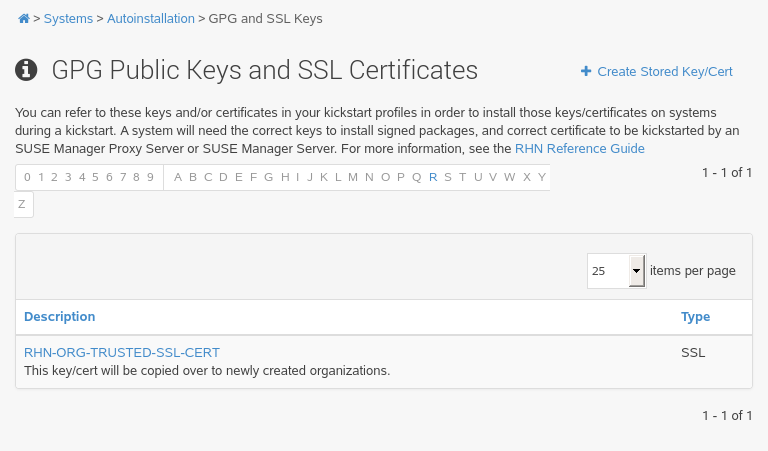 > Systems > Autoinstallation > GPG and SSL Keys
GPG Public Keys and SSL Certificates
+ Create Stored Key/Cert
You can refer to these keys and/or certificates in your kickstart profiles in order to install those keys/certificates on systems
during a kickstart. A system will need the correct keys to install signed packages, and correct certificate to be kickstarted by an
SUSE Manager Proxy Server or SUSE Manager Server. For more information, see the RHN Reference Guide
0 1 2 3 4 5 6 7 8 9 A B C D E F G H I J K L M N O P Q R S T U V W X Y
1 - 1 of 1
Z
25 items per page
Description Type
RHN-ORG-TRUSTED-SSL-CERT SSL
This key/cert will be copied over to newly created organizations.
1 - 1 of 1